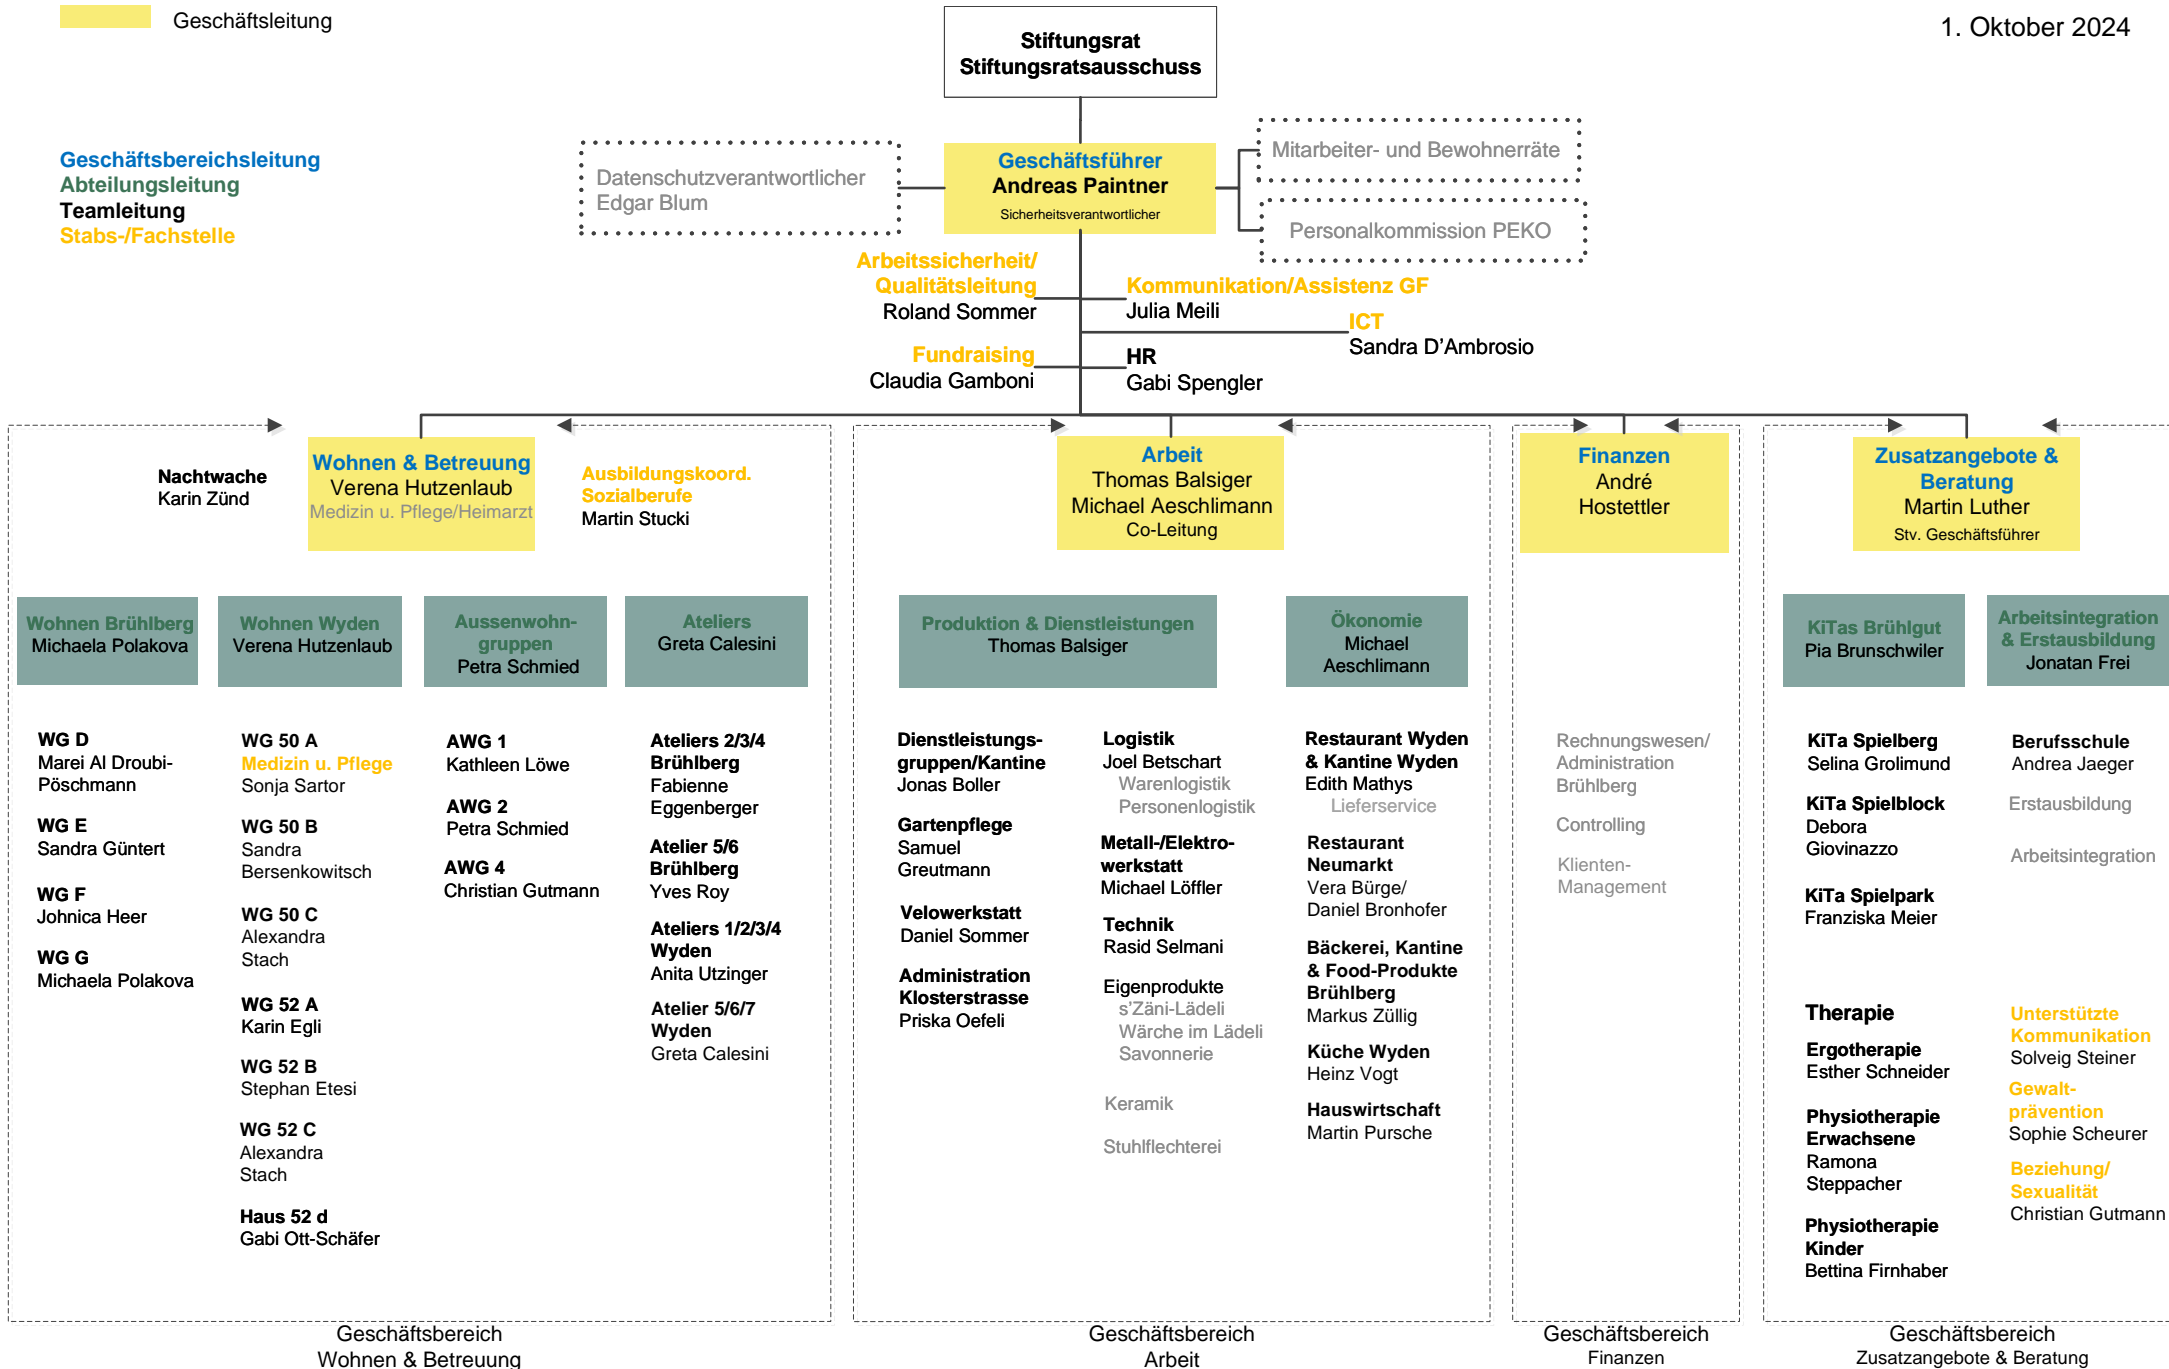 Geschäftsleitung
1. Oktober 2024
Stiftungsrat
Stiftungsratsausschuss
Geschäftsbereichsleitung
Abteilungsleitung
Teamleitung
Stabs-/Fachstelle
Datenschutzverantwortlicher
Edgar Blum
Geschäftsführer
Andreas Paintner
Sicherheitsverantwortlicher
Mitarbeiter- und Bewohnerräte
Personalkommission PEKO
Arbeitssicherheit/
Qualitätsleitung
Roland Sommer
Kommunikation/Assistenz GF
Julia Meili
ICT
Sandra D'Ambrosio
Fundraising
Claudia Gamboni
HR
Gabi Spengler
Nachtwache
Karin Zünd
Wohnen & Betreuung
Verena Hutzenlaub
Medizin u. Pflege/Heimarzt
Ausbildungskoord.
Sozialberufe
Martin Stucki
Arbeit
Thomas Balsiger
Michael Aeschlimann
Co-Leitung
Finanzen
André
Hostettler
Zusatzangebote &
Beratung
Martin Luther
Stv. Geschäftsführer
Wohnen Brühlberg
Michaela Polakova
Wohnen Wyden
Verena Hutzenlaub
Aussenwohn-
gruppen
Petra Schmied
Ateliers
Greta Calesini
Produktion & Dienstleistungen
Thomas Balsiger
Ökonomie
Michael
Aeschlimann
KiTas Brühlgut
Pia Brunschwiler
Arbeitsintegration
& Erstausbildung
Jonatan Frei
WG D
Marei Al Droubi-
Pöschmann
WG E
Sandra Güntert
WG F
Johnica Heer
WG G
Michaela Polakova
WG 50 A
Medizin u. Pflege
Sonja Sartor
WG 50 B
Sandra
Bersenkowitsch
WG 50 C
Alexandra
Stach
WG 52 A
Karin Egli
WG 52 B
Stephan Etesi
WG 52 C
Alexandra
Stach
Haus 52 d
Gabi Ott-Schäfer
AWG 1
Kathleen Löwe
AWG 2
Petra Schmied
AWG 4
Christian Gutmann
Ateliers 2/3/4
Brühlberg
Fabienne
Eggenberger
Atelier 5/6
Brühlberg
Yves Roy
Ateliers 1/2/3/4
Wyden
Anita Utzinger
Atelier 5/6/7
Wyden
Greta Calesini
Dienstleistungs-
gruppen/Kantine
Jonas Boller
Gartenpflege
Samuel
Greutmann
Velowerkstatt
Daniel Sommer
Administration
Klosterstrasse
Priska Oefeli
Logistik
Joel Betschart
Warenlogistik
Personenlogistik
Metall-/Elektro-
werkstatt
Michael Löffler
Technik
Rasid Selmani
Eigenprodukte
s'Zäni-Lädeli
Wärche im Lädeli
Savonnerie
Keramik
Stuhlflechterei
Restaurant Wyden
& Kantine Wyden
Edith Mathys
Lieferservice
Restaurant
Neumarkt
Vera Bürge/
Daniel Bronhofer
Bäckerei, Kantine
& Food-Produkte
Brühlberg
Markus Züllig
Küche Wyden
Heinz Vogt
Hauswirtschaft
Martin Pursche
Rechnungswesen/
Administration
Brühlberg
Controlling
Klienten-
Management
KiTa Spielberg
Selina Grolimund
KiTa Spielblock
Debora
Giovinazzo
KiTa Spielpark
Franziska Meier
Therapie
Ergotherapie
Esther Schneider
Physiotherapie
Erwachsene
Ramona
Steppacher
Physiotherapie
Kinder
Bettina Firnhaber
Berufsschule
Andrea Jaeger
Erstausbildung
Arbeitsintegration
Unterstützte
Kommunikation
Solveig Steiner
Gewalt-
prävention
Sophie Scheurer
Beziehung/
Sexualität
Christian Gutmann
Geschäftsbereich
Wohnen & Betreuung
Geschäftsbereich
Arbeit
Geschäftsbereich
Finanzen
Geschäftsbereich
Zusatzangebote & Beratung